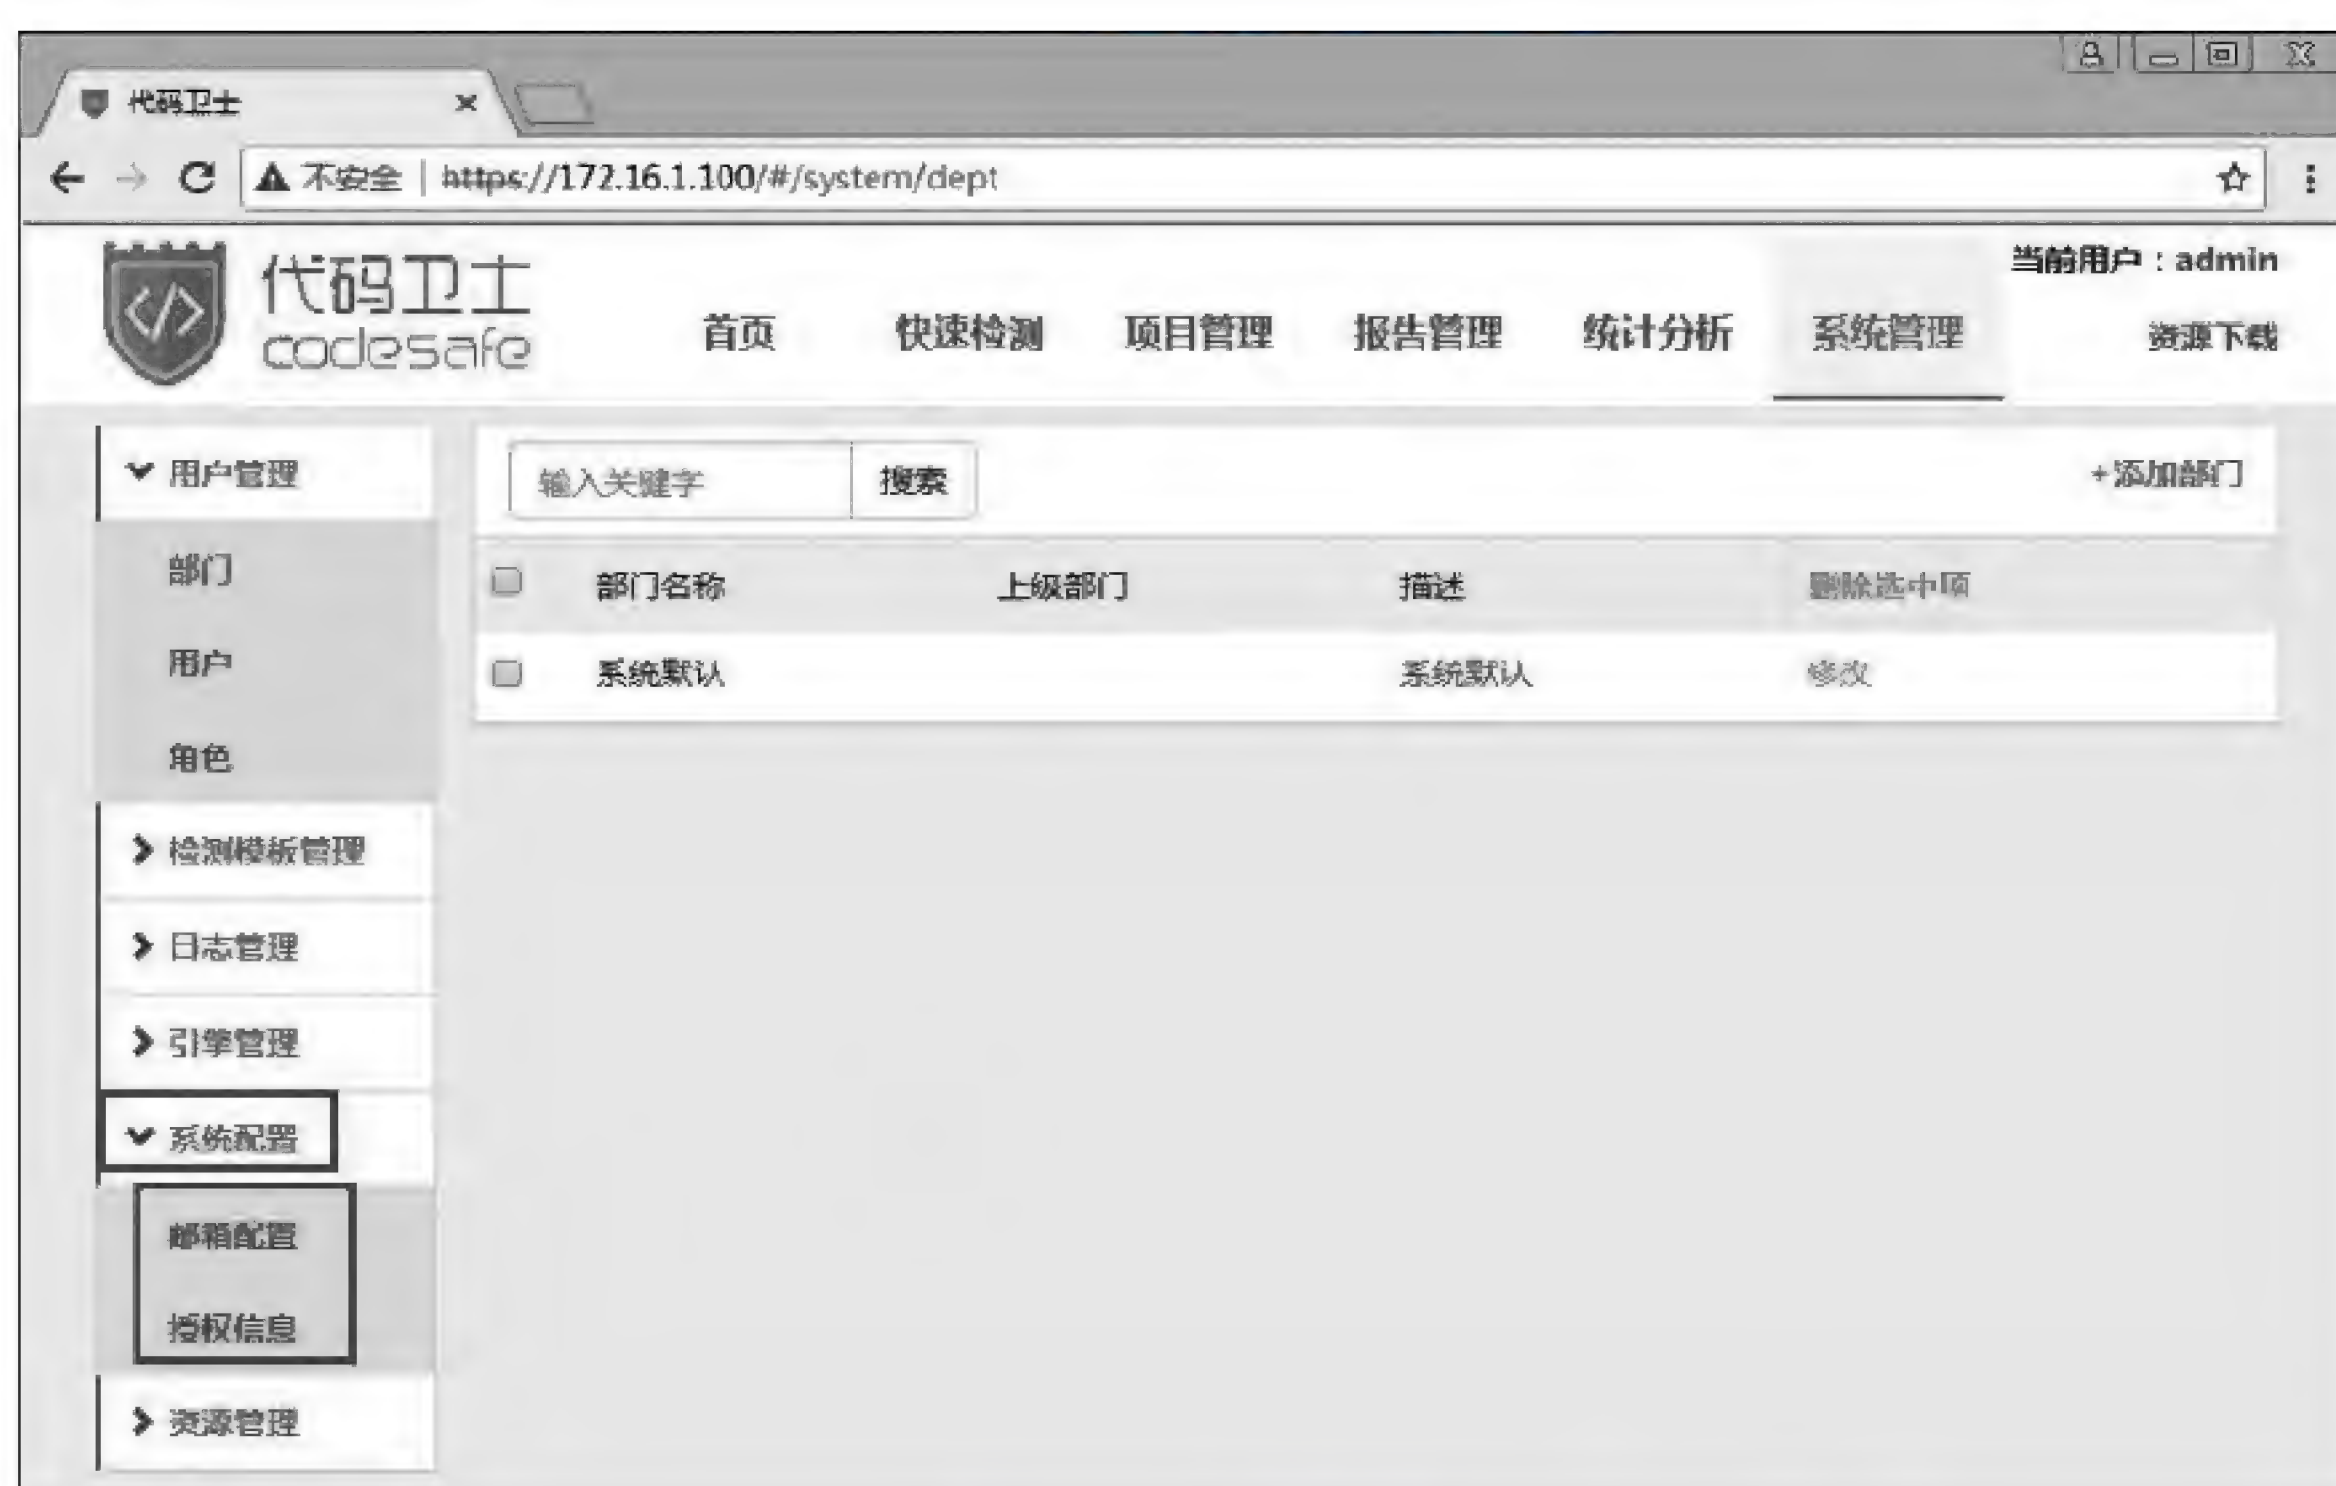 代码卫士
不安全 https://172.16.1.100/#/system/dept
当前用户：admin
代码卫士
codesafe
首页 快速检测 项目管理 报告管理 统计分析 系统管理 资源下载
用户管理
输入关键字 搜索 +添加部门
部门
部门名称 上级部门 描述 删除选中项
用户
系统默认 系统默认 修改
角色
检测模板管理
日志管理
引擎管理
系统配置
邮箱配置
授权信息
资源管理